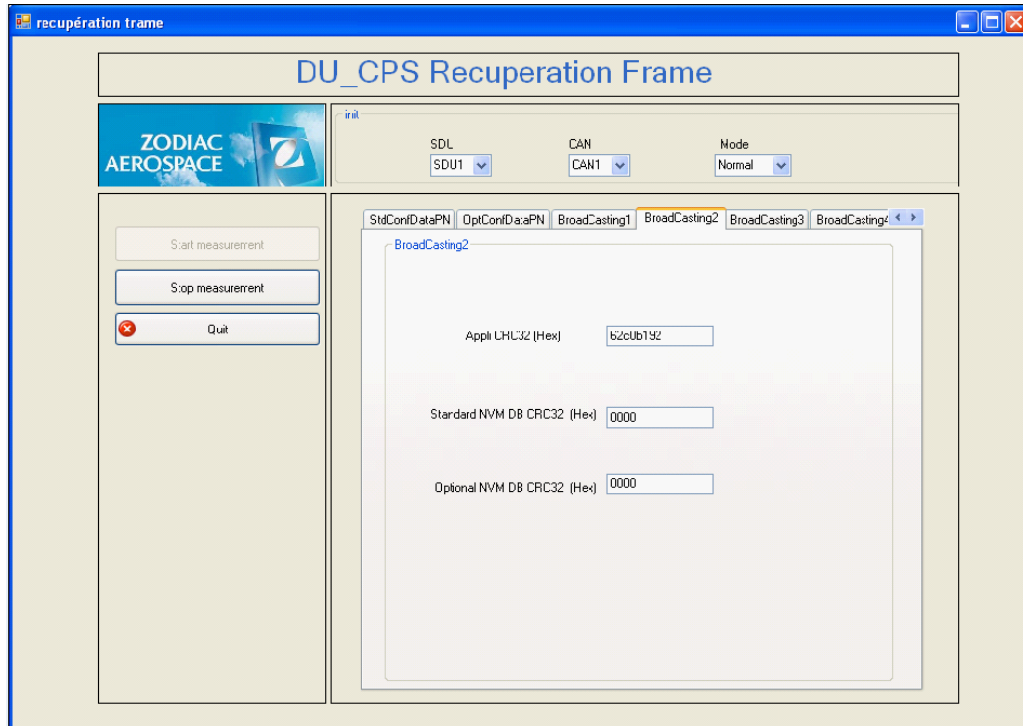 recupération trame
DU_CPS Recuperation Frame
ZODIAC
AEROSPACE
init
SDL CAN Mode
SDU1 CAN1 Normal
Start measurement
Stop measurement
Quit
StdConfDataPN OptConfDataPN BroadCasting1 BroadCasting2 BroadCasting3 BroadCasting4
BroadCasting2
Appli CRC32 (Hex)
Standard NVM DB CRC32 (Hex) 0000
Optional NVM DB CRC32 (Hex) 0000